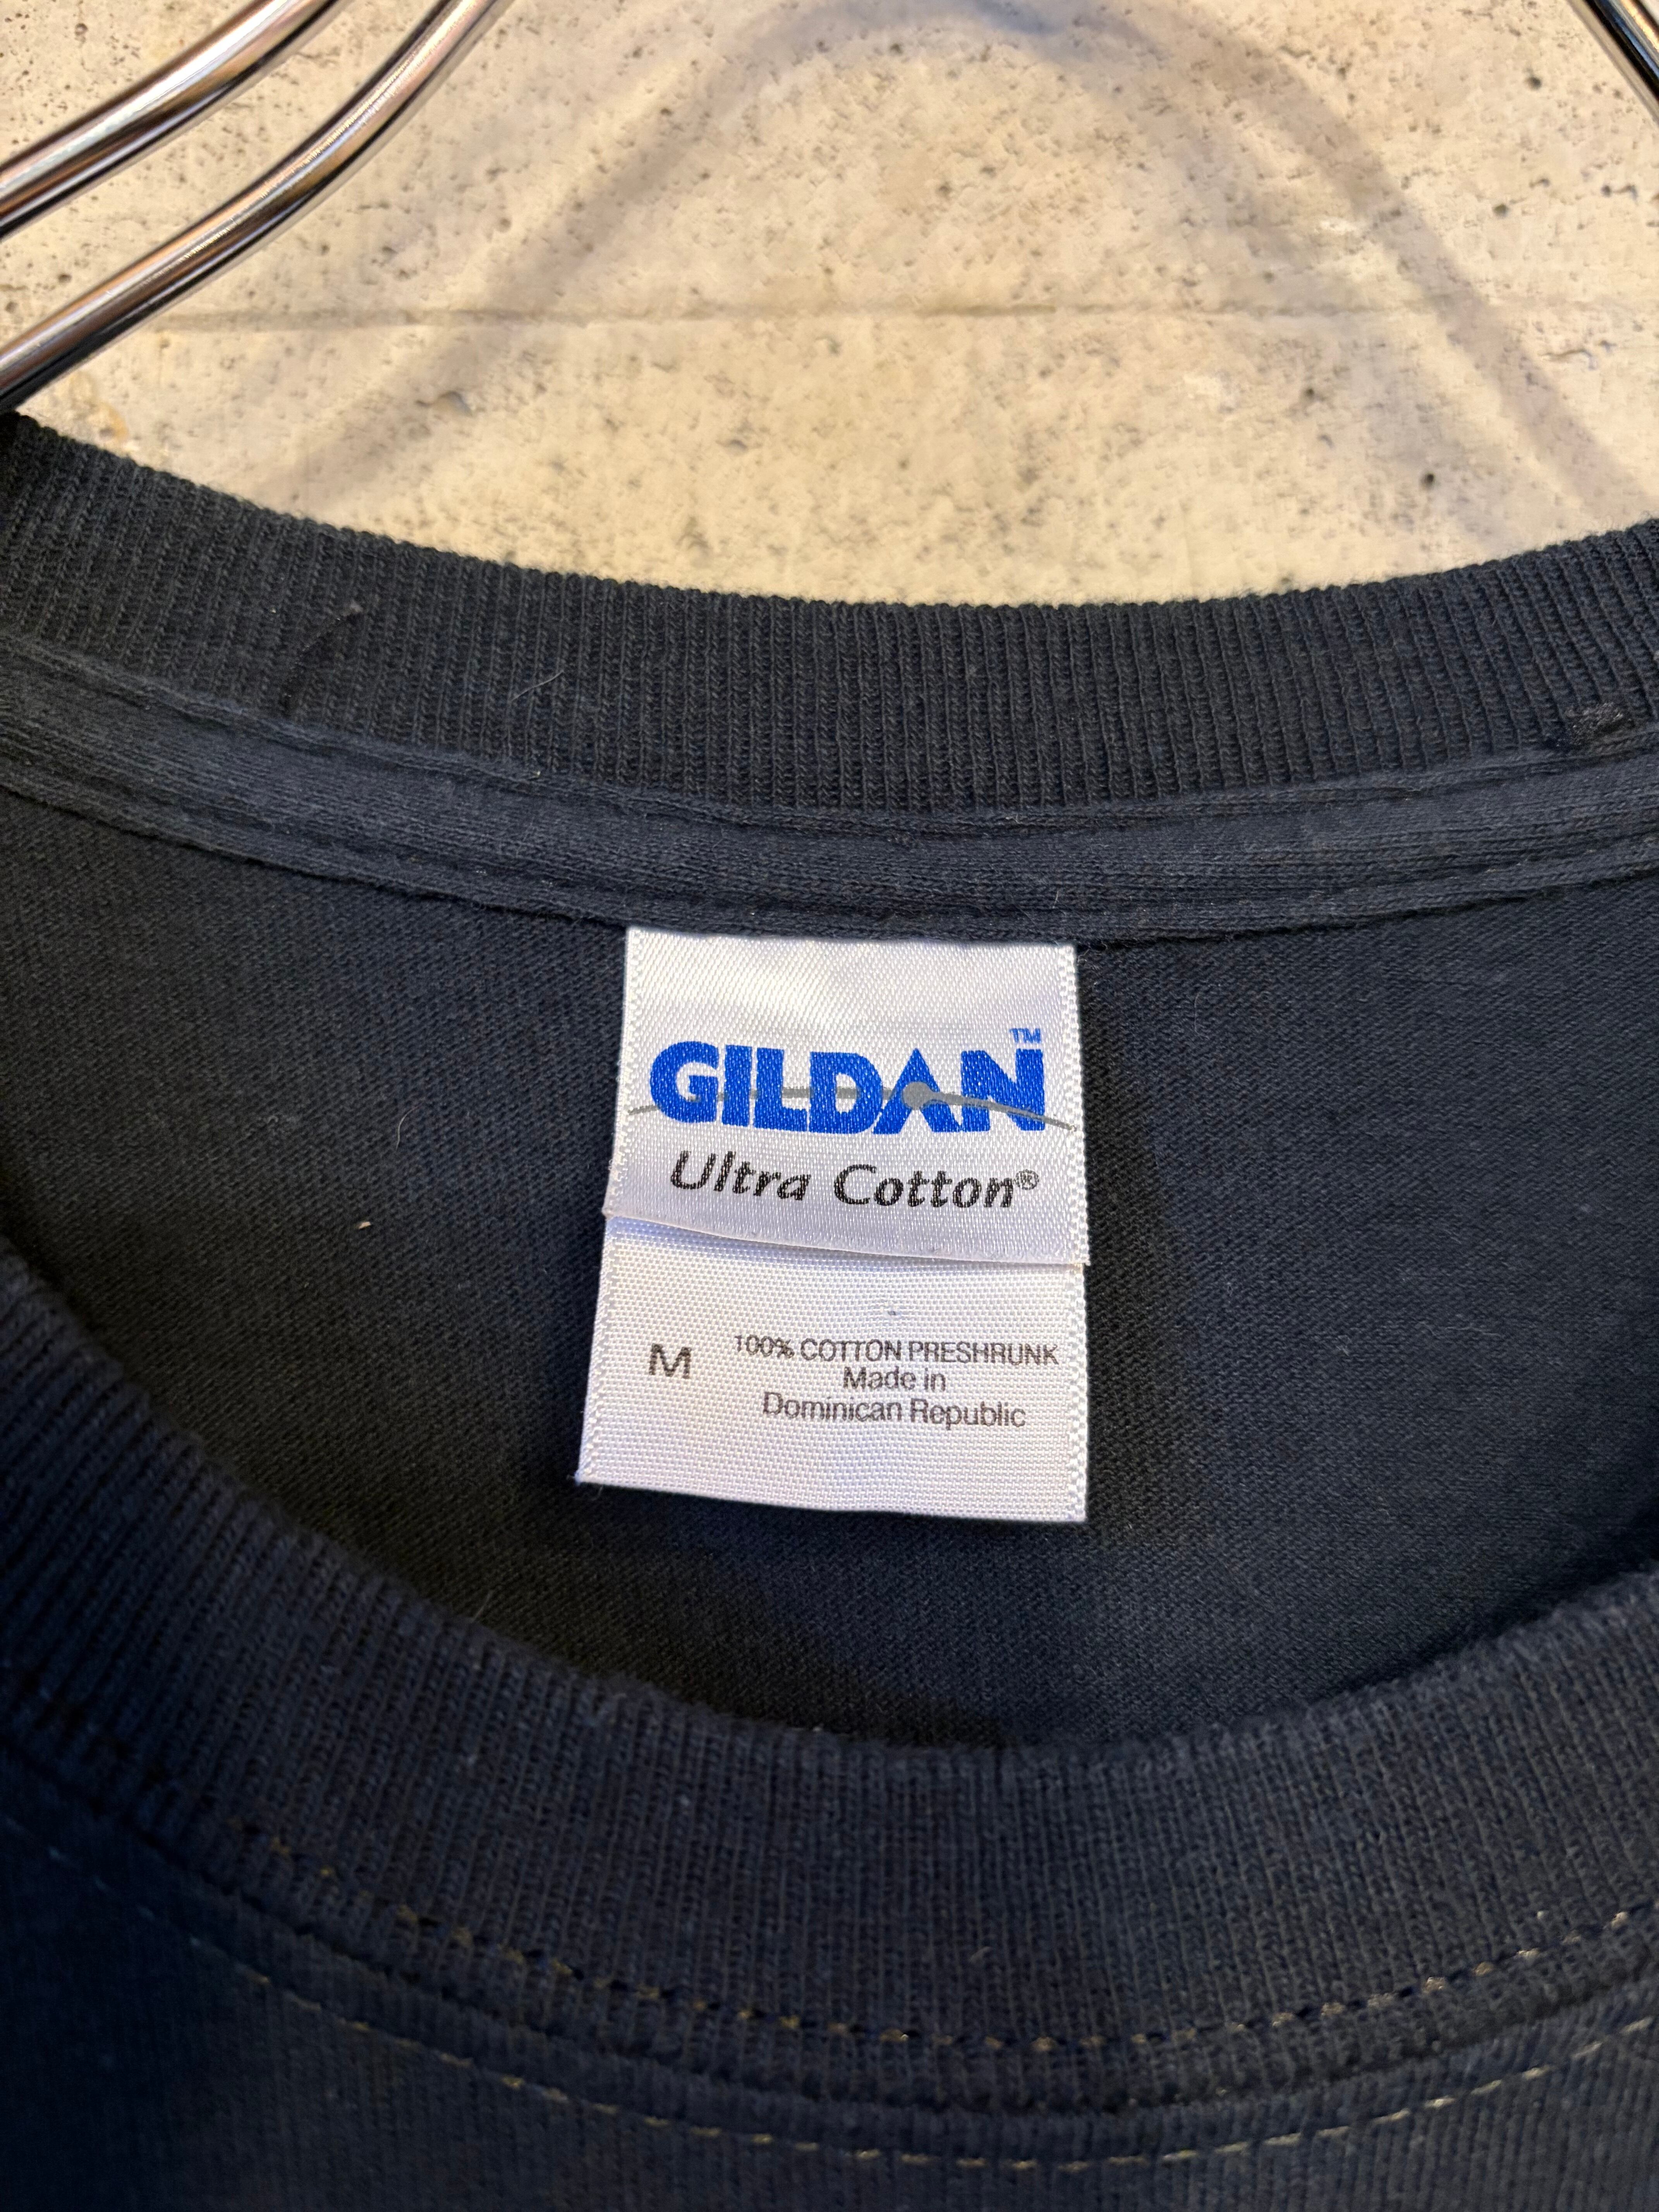 GILDAN™
Ultra Cotton®
M
100% COTTON PRESHRUNK
Made in
Dominican Republic